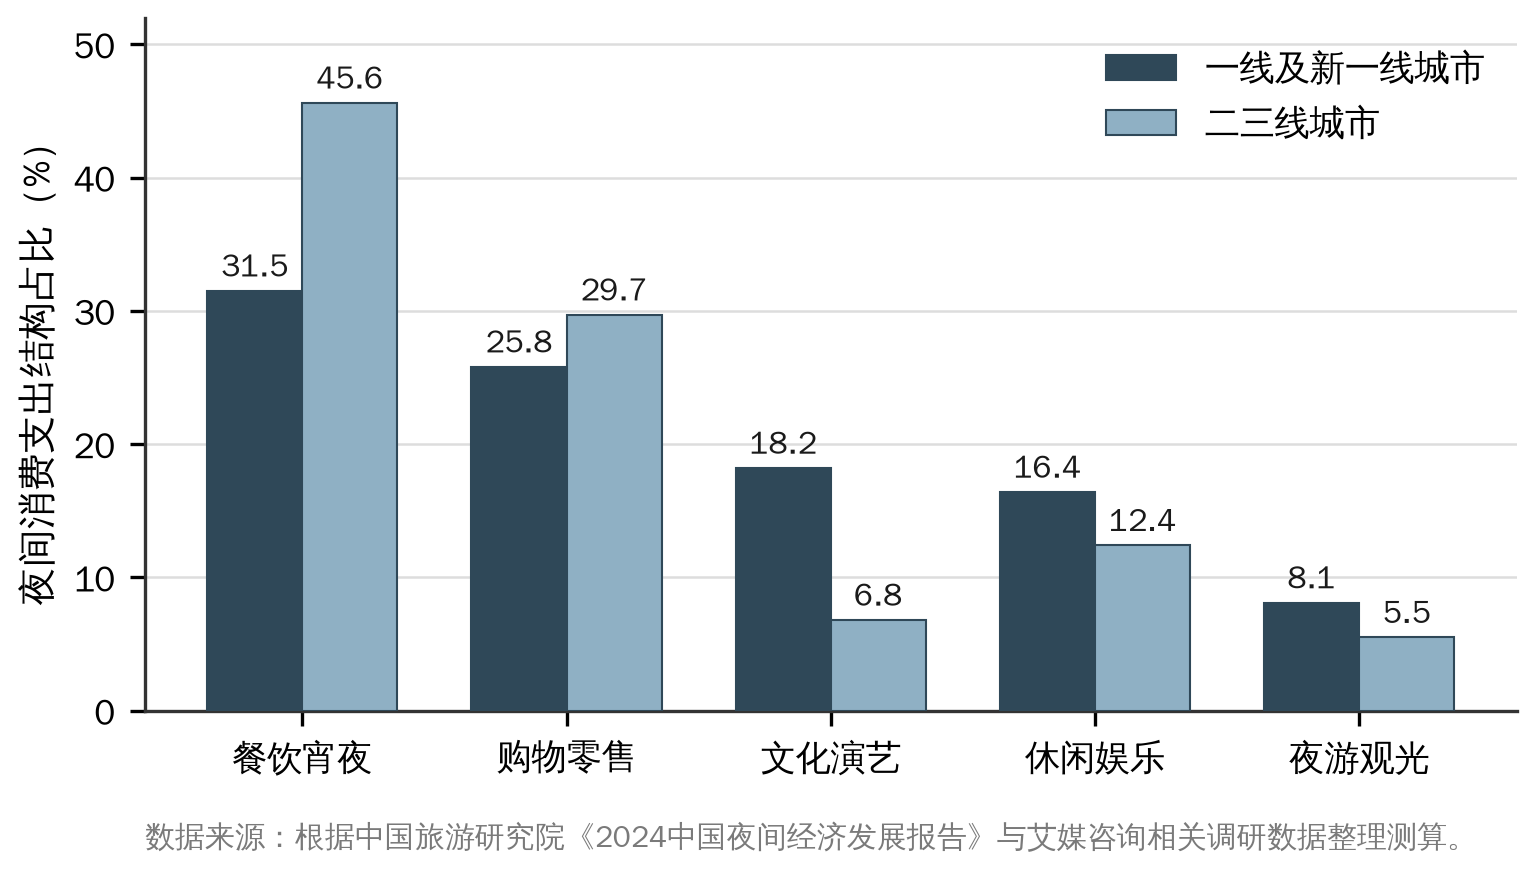 夜间消费支出结构占比（%）
50
40
30
20
10
0
一线及新一线城市
二三线城市
31.5
45.6
25.8
29.7
18.2
6.8
16.4
12.4
8.1
5.5
餐饮宵夜
购物零售
文化演艺
休闲娱乐
夜游观光
数据来源：根据中国旅游研究院《2024中国夜间经济发展报告》与艾媒咨询相关调研数据整理测算。